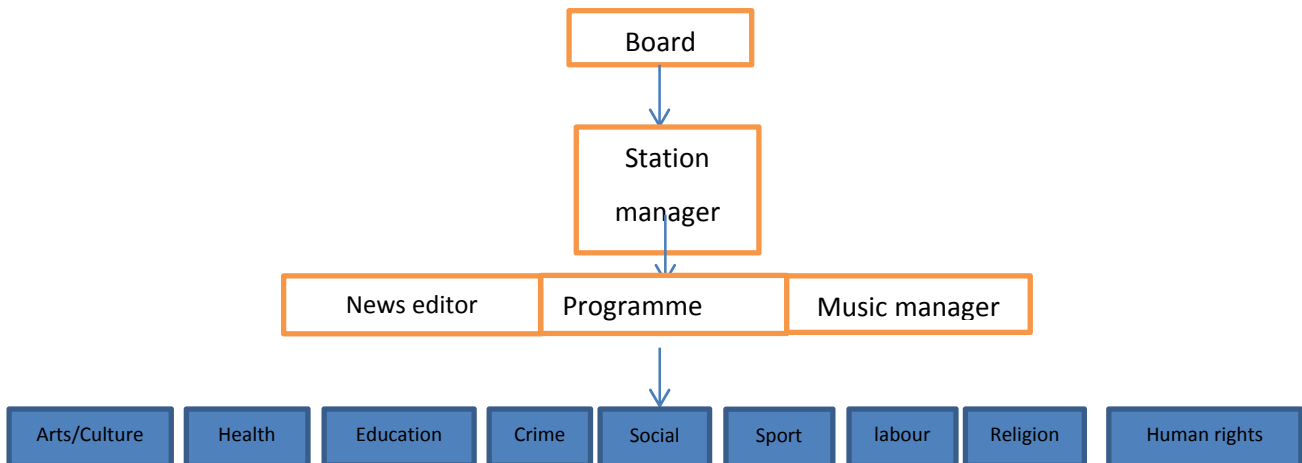 Board
Station
manager
News editor
Programme
Music manager
Arts/Culture
Health
Education
Crime
Social
Sport
labour
Religion
Human rights